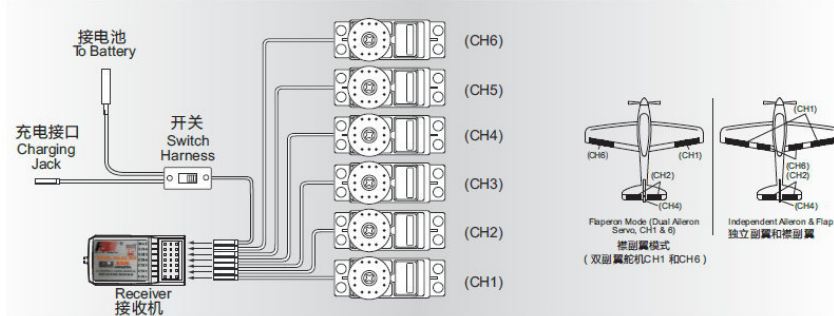 接电池
To Battery
充电接口
Charging
Jack
开关
Switch
Harness
Receiver
接收机
(CH6)
(CH5)
(CH4)
(CH3)
(CH2)
(CH1)
(CH6)
(CH1)
(CH2)
(CH4)
Flaperon Mode (Dual Aileron
Servo, CH1 & 6)
襟副翼模式
(双副翼舵机CH1 和CH6)
(CH1)
(CH6)
(CH2)
(CH4)
Independent Aileron & Flap
独立副翼和襟副翼